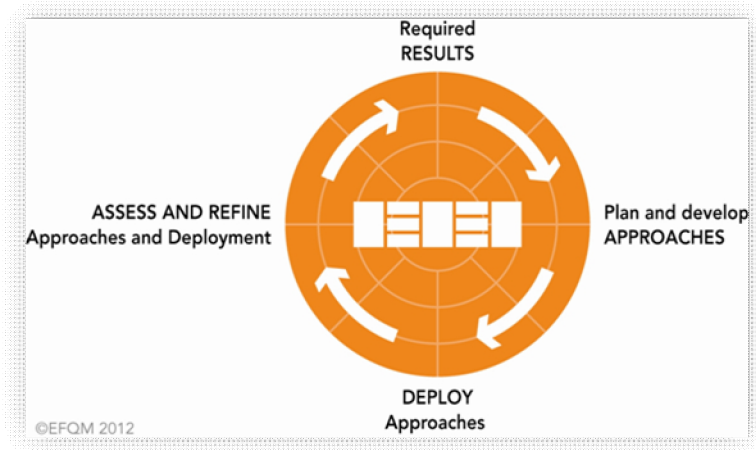 Required
RESULTS
ASSESS AND REFINE
Approaches and Deployment
Plan and develop
APPROACHES
DEPLOY
Approaches
©EFQM 2012